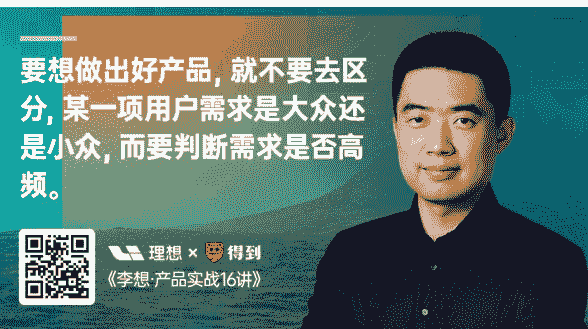 要想做出好产品, 就不要去区
分, 某一项用户需求是大众还
是小众, 而要判断需求是否高
频。
理想 × 得到
《李想·产品实战16讲》